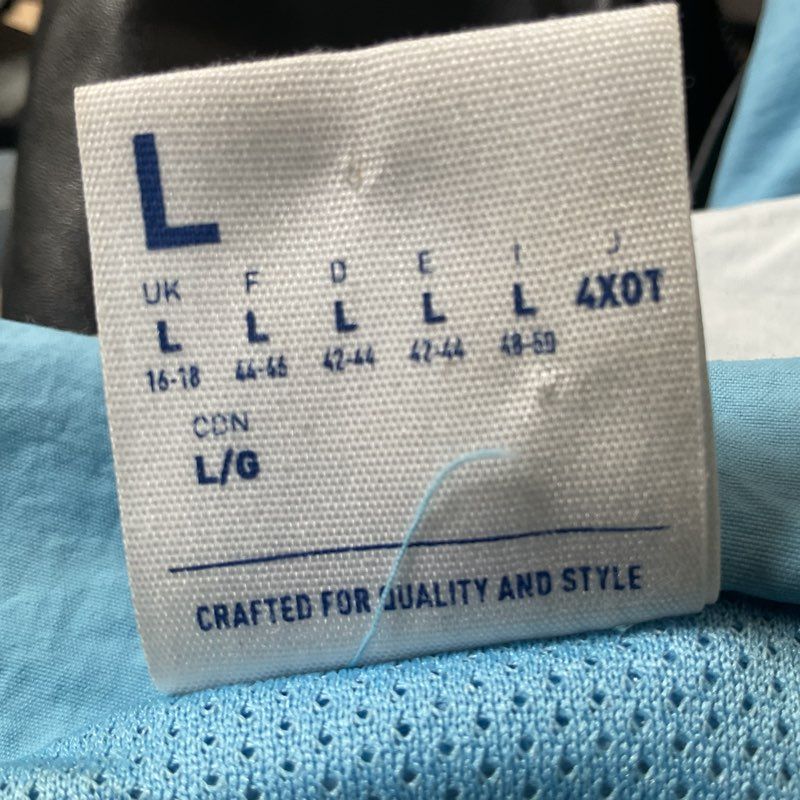 L
UK F D E I J
L L L L L 4XOT
16-18 44-46 42-44 42-44 48-50
CDN
L/G
CRAFTED FOR QUALITY AND STYLE